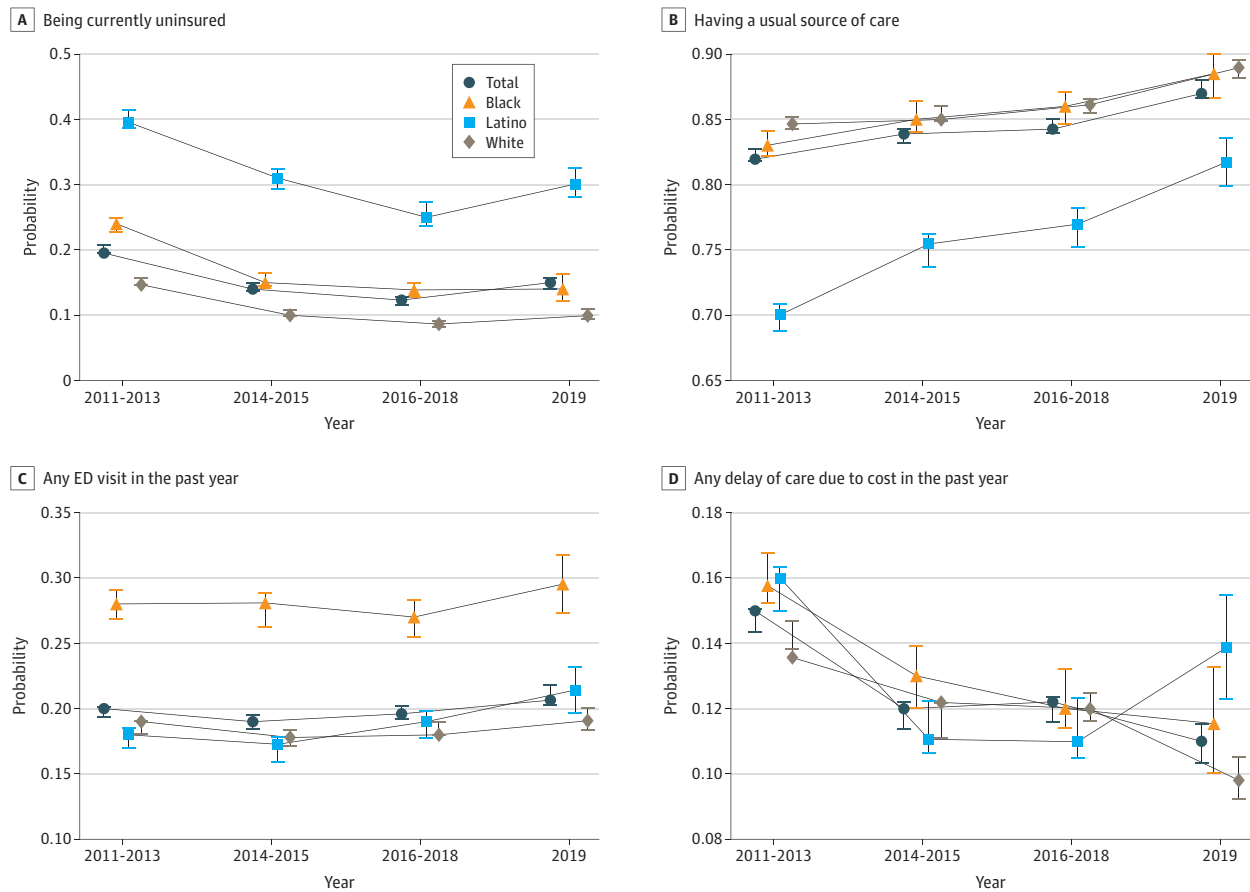 A Being currently uninsured
0.5
0.4
0.3
0.2
0.1
0
Probability
Total
Black
Latino
White
2011-2013 2014-2015 2016-2018 2019
Year
B Having a usual source of care
0.90
0.85
0.80
0.75
0.70
0.65
Probability
2011-2013 2014-2015 2016-2018 2019
Year
C Any ED visit in the past year
0.35
0.30
0.25
0.20
0.15
0.10
Probability
2011-2013 2014-2015 2016-2018 2019
Year
D Any delay of care due to cost in the past year
0.18
0.16
0.14
0.12
0.10
0.08
Probability
2011-2013 2014-2015 2016-2018 2019
Year